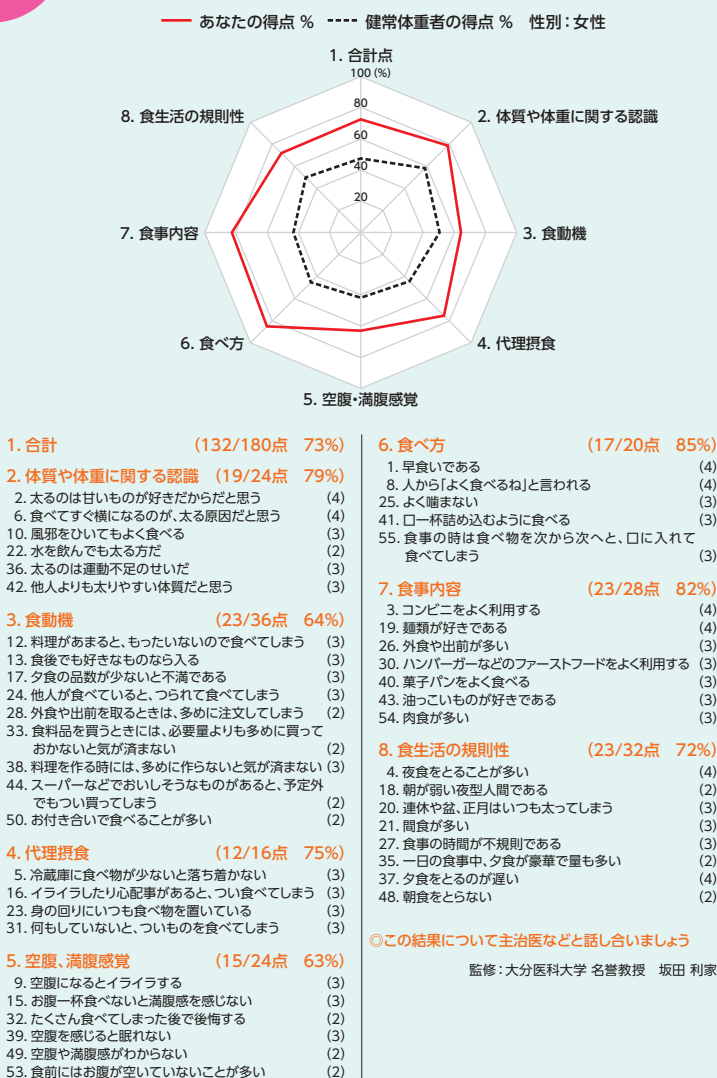 あなたの得点 % 健常体重者の得点 % 性別：女性
1. 合計点
100 (%)
80
60
40
20
8. 食生活の規則性
2. 体質や体重に関する認識
7. 食事内容
3. 食動機
6. 食べ方
4. 代理摂食
5. 空腹・満腹感覚
1. 合計 (132/180点 73%)
2. 体質や体重に関する認識 (19/24点 79%)
2. 太るのは甘いものが好きだからだと思う (4)
6. 食べてすぐ横になるのが、太る原因だと思う (4)
10. 風邪をひいてもよく食べる (3)
22. 水を飲んでも太る方だ (2)
36. 太るのは運動不足のせいだ (3)
42. 他人よりも太りやすい体質だと思う (3)
3. 食動機 (23/36点 64%)
12. 料理があまると、もったいないので食べてしまう (3)
13. 食後でも好きなものなら入る (3)
17. 夕食の品数が少ないと不満である (3)
24. 他人が食べていると、つられて食べてしまう (3)
28. 外食や出前を取るときは、多めに注文してしまう (2)
33. 食料品を買うときには、必要量よりも多めに買って
おかないと気が済まない (2)
38. 料理を作る時には、多めに作らないと気が済まない (3)
44. スーパーなどでおいしそうなものがあると、予定外
でもつい買ってしまう (2)
50. お付き合いで食べることが多い (2)
4. 代理摂食 (12/16点 75%)
5. 冷蔵庫に食べ物が少ないと落ち着かない (3)
16. イライラしたり心配事があると、つい食べてしまう (3)
23. 身の回りにいつも食べ物を置いている (3)
31. 何もしていないと、ついものを食べてしまう (3)
5. 空腹、満腹感覚 (15/24点 63%)
9. 空腹になるとイライラする (3)
15. お腹一杯食べないと満腹感を感じない (3)
32. たくさん食べてしまった後で後悔する (2)
39. 空腹を感じると眠れない (3)
49. 空腹や満腹感がわからない (2)
53. 食前にはお腹が空いていないことが多い (2)
6. 食べ方 (17/20点 85%)
1. 早食いである (4)
8. 人から「よく食べるね」と言われる (4)
25. よく噛まない (3)
41. 口一杯詰め込むように食べる (3)
55. 食事の時は食べ物を次から次へと、口に入れて
食べてしまう (3)
7. 食事内容 (23/28点 82%)
3. コンビニをよく利用する (4)
19. 麺類が好きである (4)
26. 外食や出前が多い (3)
30. ハンバーガーなどのファーストフードをよく利用する (3)
40. 菓子パンをよく食べる (3)
43. 油っこいものが好きである (3)
54. 肉食が多い (3)
8. 食生活の規則性 (23/32点 72%)
4. 夜食をとることが多い (4)
18. 朝が弱い夜型人間である (2)
20. 連休や盆、正月はいつも太ってしまう (3)
21. 間食が多い (3)
27. 食事の時間が不規則である (3)
35. 一日の食事中、夕食が豪華で量も多い (2)
37. 夕食をとるのが遅い (4)
48. 朝食をとらない (2)
◎この結果について主治医などと話し合いましょう
監修：大分医科大学 名誉教授 坂田 利家